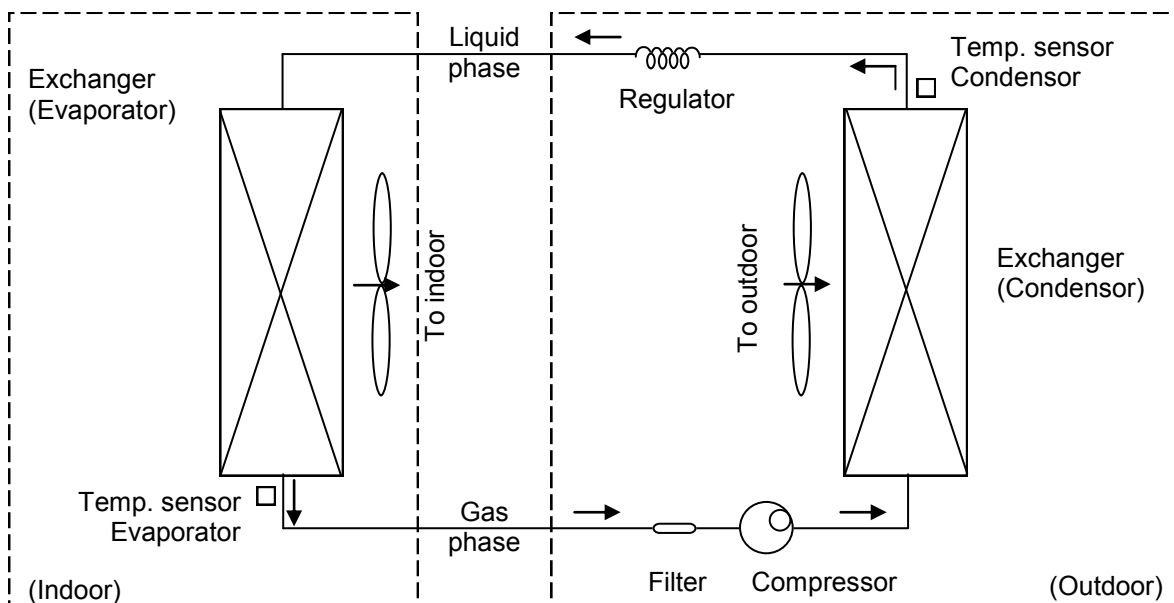 Exchanger
(Evaporator)
Liquid
phase
Regulator
Temp. sensor
Condensor
To indoor
To outdoor
Exchanger
(Condensor)
Temp. sensor
Evaporator
Gas
phase
Filter
Compressor
(Indoor)
(Outdoor)